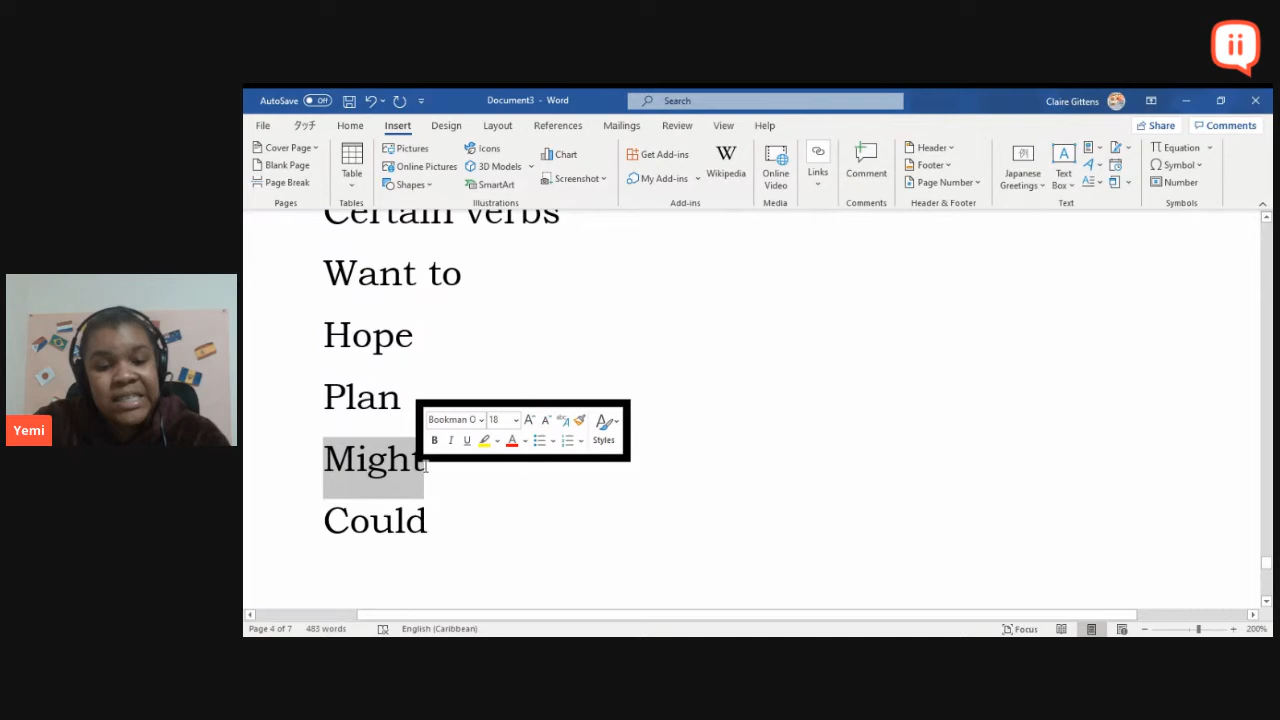 AutoSave Off Document3 - Word Search Claire Gittens
File タッチ Home Insert Design Layout References Mailings Review View Help Share Comments
Cover Page
Blank Page
Page Break
Pages
Table
Tables
Pictures
Online Pictures
Shapes
Icons
3D Models
SmartArt
Chart
Screenshot
Illustrations
Get Add-ins
My Add-ins
W
Wikipedia
Add-ins
Online
Video
Media
Links
Comment
Comments
Header
Footer
Page Number
Header & Footer
Japanese
Greetings
A
Text
Box
Text
Equation
Symbol
Number
Symbols
Certain verbs
Want to
Hope
Plan
Bookman O 18
B I U A Styles
Might
Could
Yemi
Page 4 of 7 483 words English (Caribbean) Focus 200%